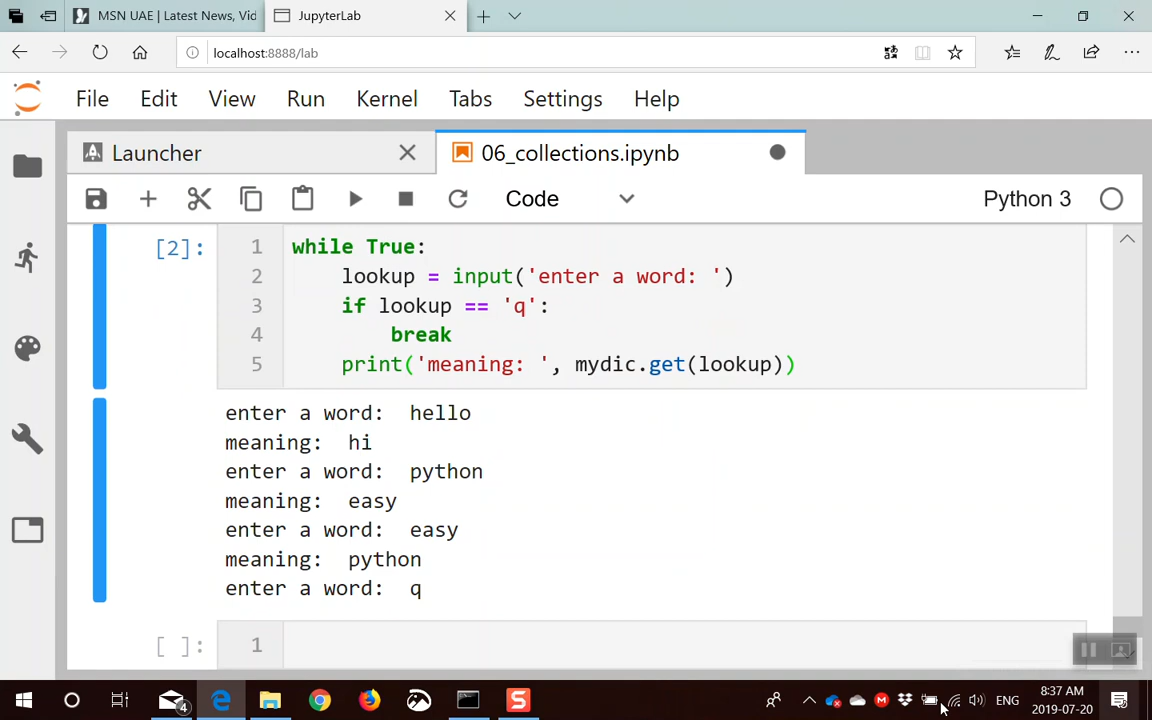 MSN UAE | Latest News, Vid
JupyterLab
localhost:8888/lab
File Edit View Run Kernel Tabs Settings Help
Launcher
06_collections.ipynb
Code
Python 3
[2]:
1 while True:
2 lookup = input('enter a word: ')
3 if lookup == 'q':
4 break
5 print('meaning: ', mydic.get(lookup))
enter a word: hello
meaning: hi
enter a word: python
meaning: easy
enter a word: easy
meaning: python
enter a word: q
[ ]: 1
4
S
M
ENG
8:37 AM
2019-07-20